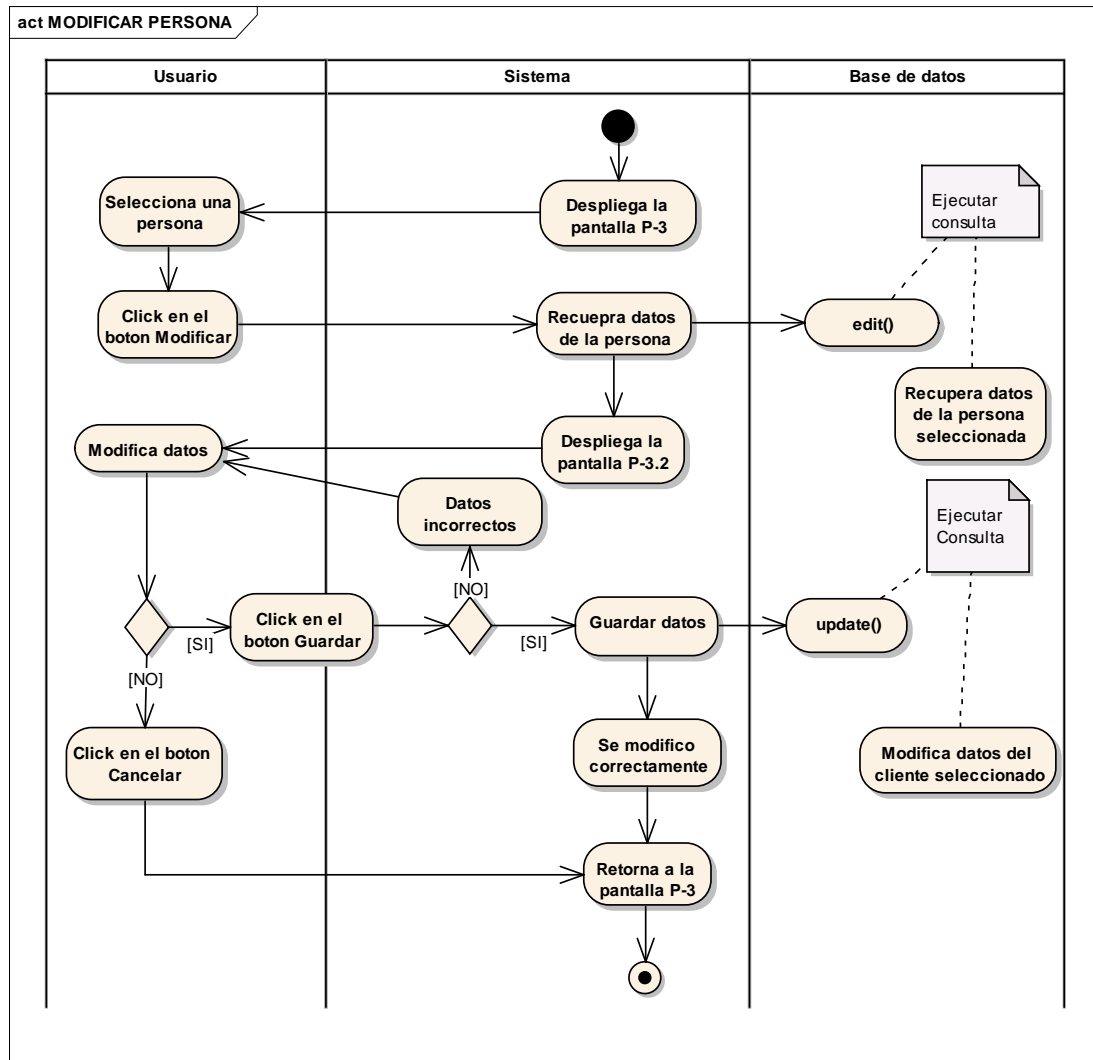 act MODIFICAR PERSONA
Usuario
Sistema
Base de datos
Selecciona una
persona
Despliega la
pantalla P-3
Ejecutar
consulta
Click en el
boton Modificar
Recuepra datos
de la persona
edit()
Recupera datos
de la persona
seleccionada
Modifica datos
Despliega la
pantalla P-3.2
Datos
incorrectos
Ejecutar
Consulta
[NO]
Click en el
boton Guardar
Guardar datos
update()
[SI]
[SI]
[NO]
Click en el boton
Cancelar
Se modifico
correctamente
Modifica datos del
cliente seleccionado
Retorna a la
pantalla P-3